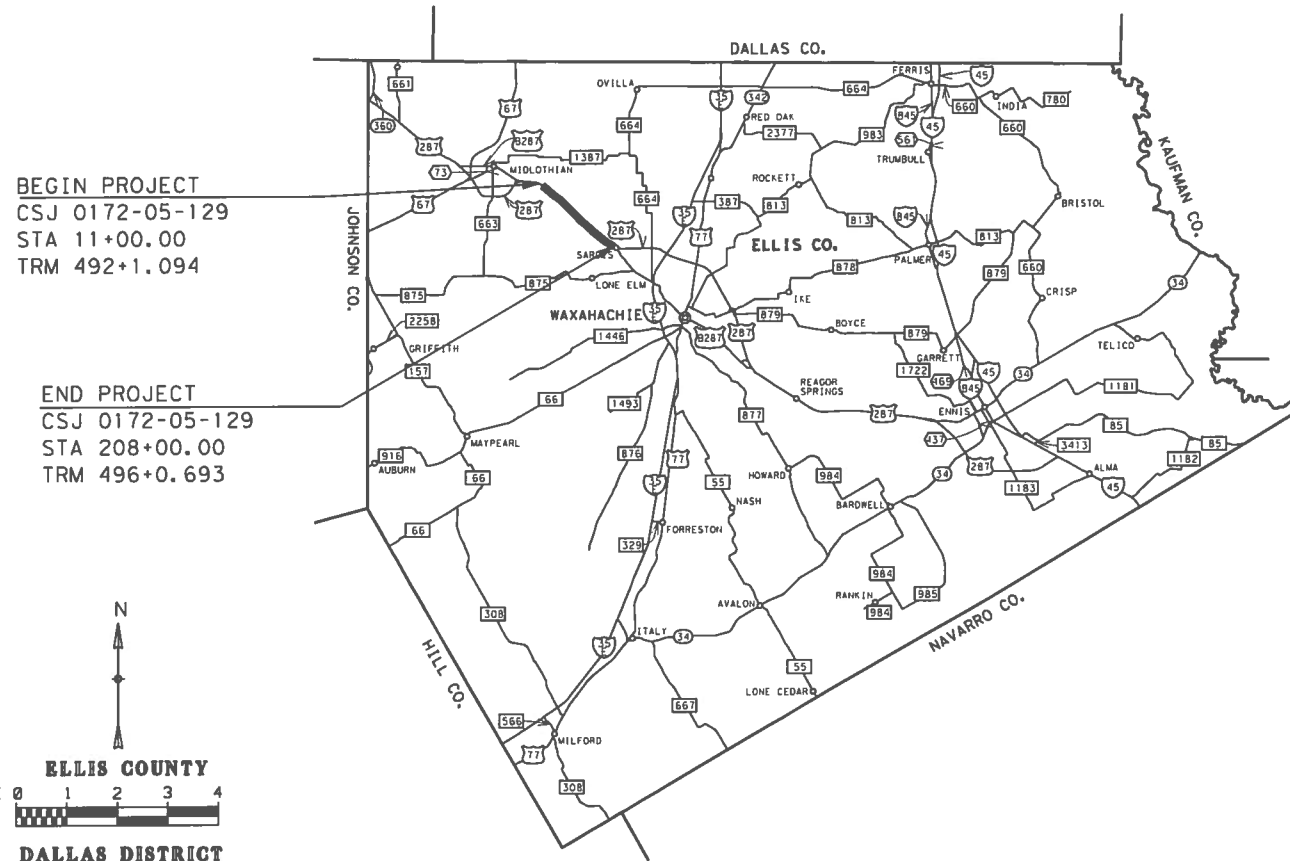 DALLAS CO.
FERRIS
45
661
OVILLA
35
342
664
660
INDIA
780
360
67
RED OAK
845
287
8287
664
2377
983
45
660
56
TRUMBULL
KAUFMAN CO.
1387
MIDLOTHIAN
73
BEGIN PROJECT
CSJ 0172-05-129
STA 11+00.00
TRM 492+1.094
ROCKETT
664
67
287
387
813
BRISTOL
JOHNSON CO.
663
287
35
77
813
845
813
ELLIS CO.
SARDIS
PALMER
45
878
879
660
875
875
LONE ELM
IKE
CRISP
34
35
WAXAHACHIE
879
BOYCE
879
2258
GRIFFITH
1446
8287
287
GARRETT
TELICO
157
1722
469
45
34
845
1181
END PROJECT
CSJ 0172-05-129
STA 208+00.00
TRM 496+0.693
66
REAGOR
SPRINGS
1493
287
ENNIS
877
85
MAYPEARL
437
3413
85
916
AUBURN
876
77
1182
66
HOWARD
984
34
287
ALMA
35
55
1183
45
NASH
BARDWELL
66
FORRESTON
329
984
RANKIN
985
984
AVALON
N
308
ITALY
34
NAVARRO CO.
HILL CO.
35
55
LONE CEDAR
667
566
MILFORD
77
308
ELLIS COUNTY
0 1 2 3 4
DALLAS DISTRICT